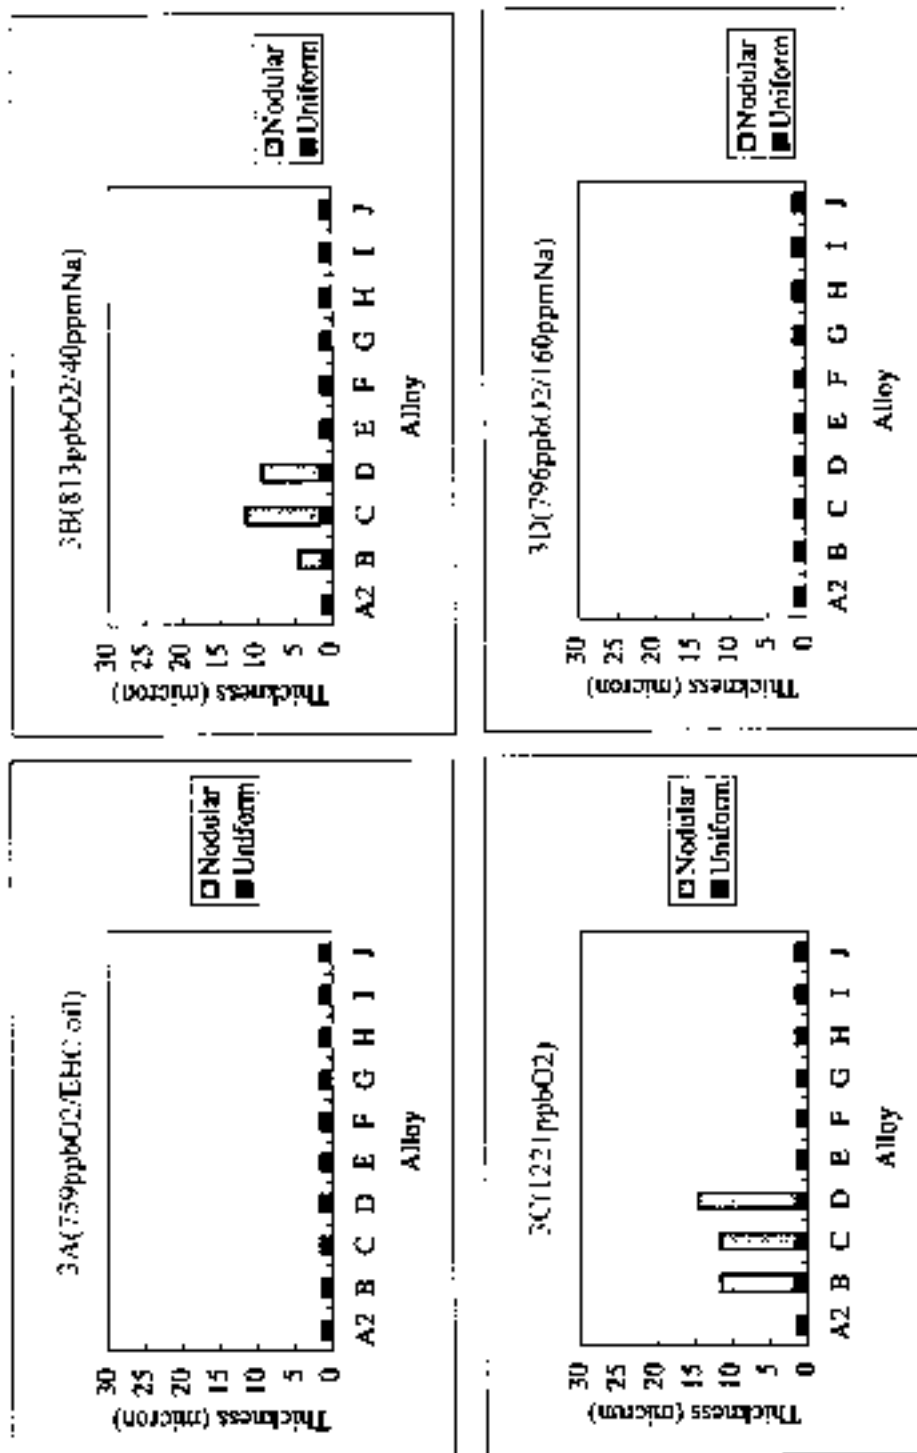 3A(759ppbO2/EHC oil)
Thickness (micron)
30
25
20
15
10
5
0
A2 B C D E F G H I J
Alloy
Nodular
Uniform
3B(813ppbO2/40ppmNa)
Thickness (micron)
30
25
20
15
10
5
0
A2 B C D E F G H I J
Alloy
Nodular
Uniform
3C(1221ppbO2)
Thickness (micron)
30
25
20
15
10
5
0
A2 B C D E F G H I J
Alloy
Nodular
Uniform
3D(796ppbO2/160ppmNa)
Thickness (micron)
30
25
20
15
10
5
0
A2 B C D E F G H I J
Alloy
Nodular
Uniform